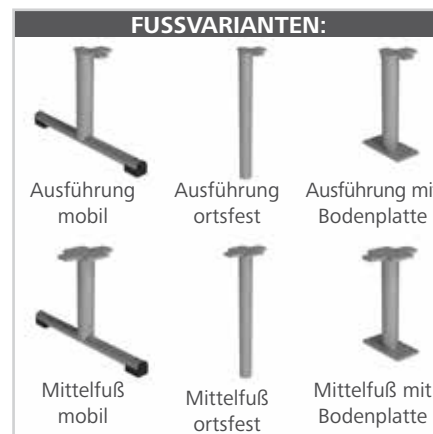 FUSSVARIANTEN:
Ausführung
mobil
Ausführung
ortsfest
Ausführung mi
Bodenplatte
Mittelfuß
mobil
Mittelfuß
ortsfest
Mittelfuß mit
Bodenplatte